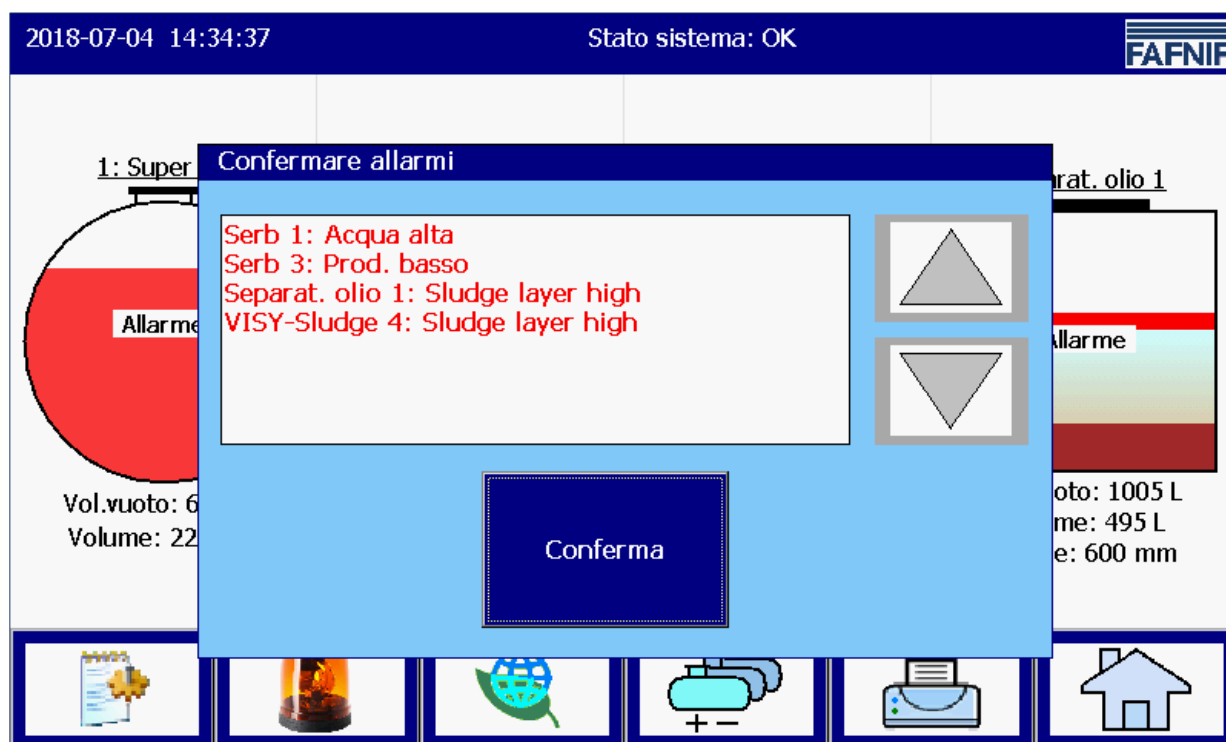 2018-07-04 14:34:37
Stato sistema: OK
FAFNIR
1: Super
Confermare allarmi
rat. olio 1
Serb 1: Acqua alta
Serb 3: Prod. basso
Separat. olio 1: Sludge layer high
VISY-Sludge 4: Sludge layer high
Allarme
Allarme
Vol.vuoto: 6
oto: 1005 L
Volume: 22
me: 495 L
e: 600 mm
Conferma
+ −